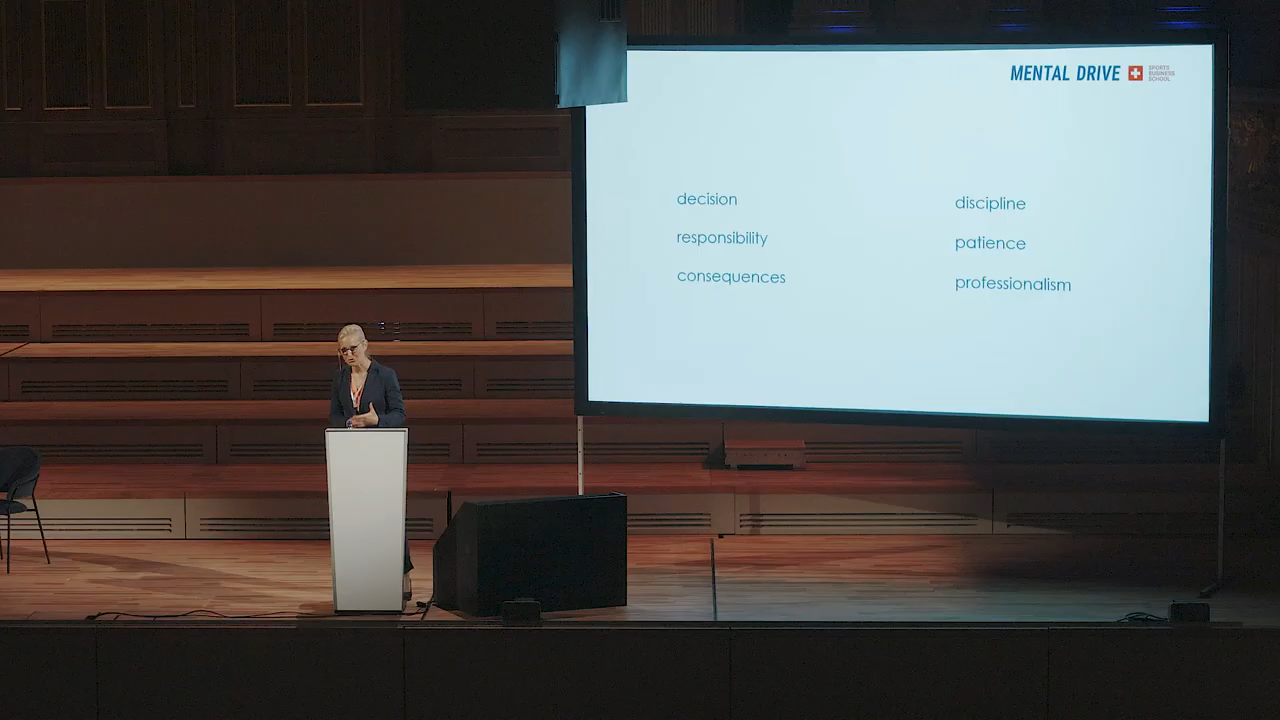 MENTAL DRIVE
SPORTS
BUSINESS
SCHOOL
decision
responsibility
consequences
discipline
patience
professionalism